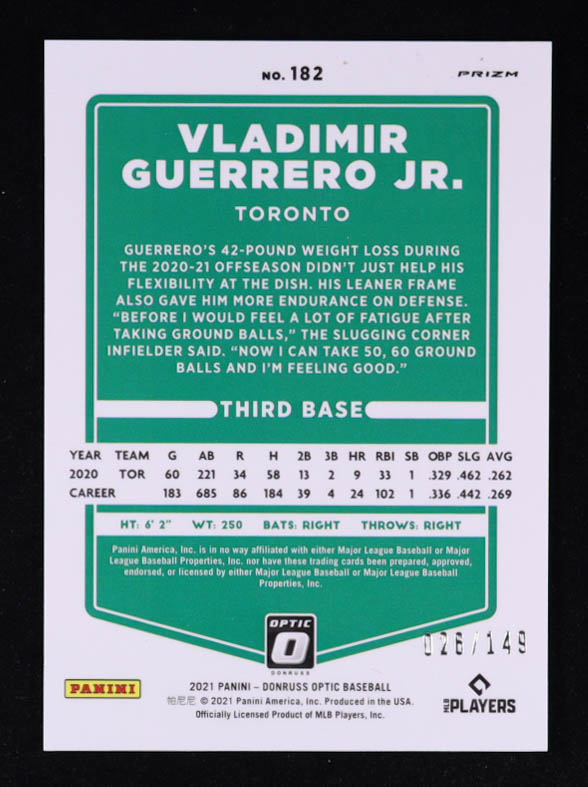 NO. 182
PRIZM
VLADIMIR
GUERRERO JR.
TORONTO
GUERRERO'S 42-POUND WEIGHT LOSS DURING
THE 2020-21 OFFSEASON DIDN'T JUST HELP HIS
FLEXIBILITY AT THE DISH. HIS LEANER FRAME
ALSO GAVE HIM MORE ENDURANCE ON DEFENSE.
"BEFORE I WOULD FEEL A LOT OF FATIGUE AFTER
TAKING GROUND BALLS," THE SLUGGING CORNER
INFIELDER SAID. "NOW I CAN TAKE 50, 60 GROUND
BALLS AND I'M FEELING GOOD."
THIRD BASE
YEAR TEAM G AB R H 2B 3B HR RBI SB OBP SLG AVG
2020 TOR 60 221 34 58 13 2 9 33 1 .329 .462 .262
CAREER 183 685 86 184 39 4 24 102 1 .336 .442 .269
HT: 6' 2" WT: 250 BATS: RIGHT THROWS: RIGHT
Panini America, Inc. is in no way affiliated with either Major League Baseball or Major
League Baseball Properties, Inc. nor have these trading cards been prepared, approved,
endorsed, or licensed by either Major League Baseball or Major League Baseball
Properties, Inc.
OPTIC
O
DONRUSS
026/149
PANINI
2021 PANINI – DONRUSS OPTIC BASEBALL
帕尼尼 © 2021 Panini America, Inc. Produced in the USA.
Officially Licensed Product of MLB Players, Inc.
MLB PLAYERS